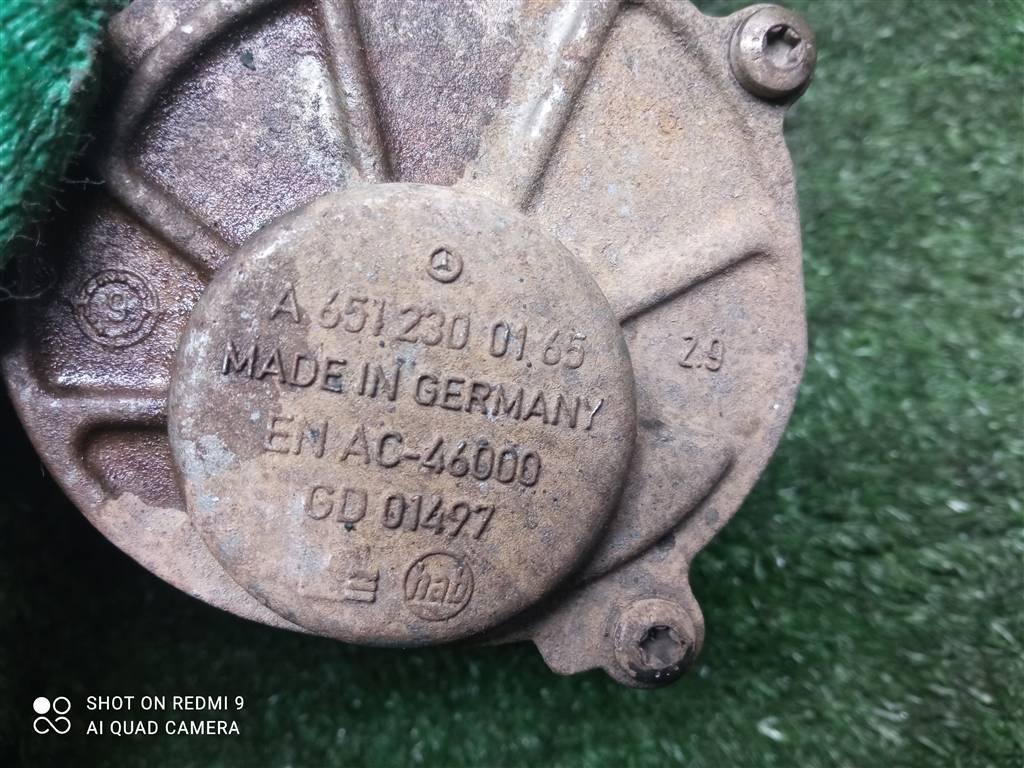 A 651 230 01 65
MADE IN GERMANY
EN AC-46000
GD 01497
hab
2.9
SHOT ON REDMI 9
AI QUAD CAMERA